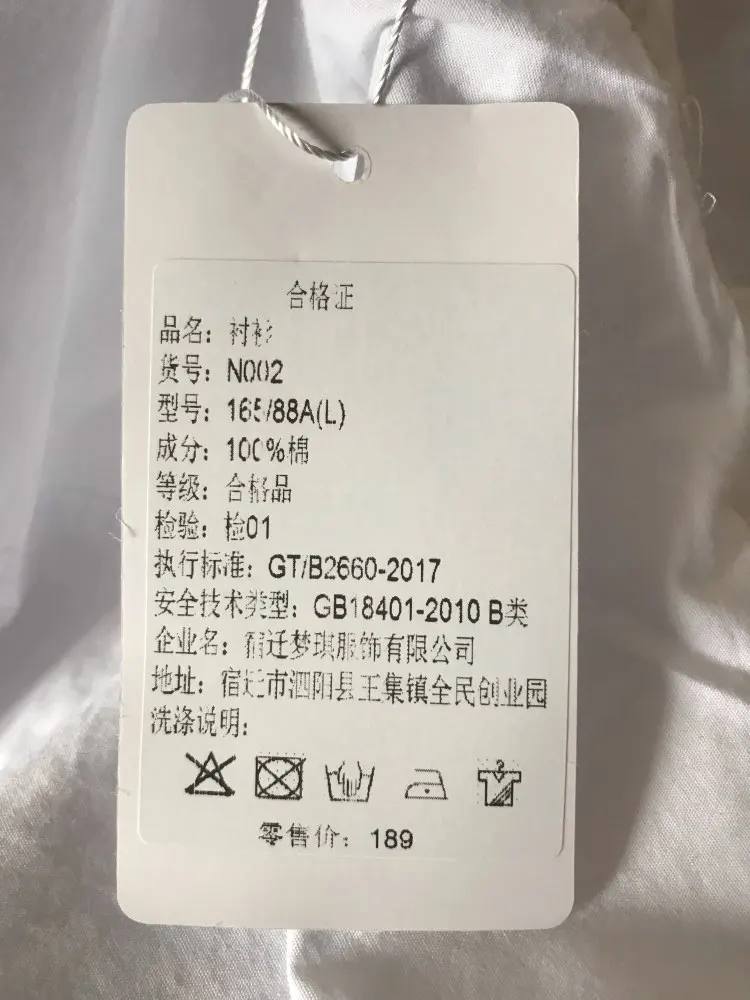 合格证
品名：衬衫
货号：N002
型号：165/88A(L)
成分：100%棉
等级：合格品
检验：检01
执行标准：GT/B2660-2017
安全技术类型：GB18401-2010 B类
企业名：宿迁梦琪服饰有限公司
地址：宿迁市泗阳县王集镇全民创业园
洗涤说明：
零售价：189